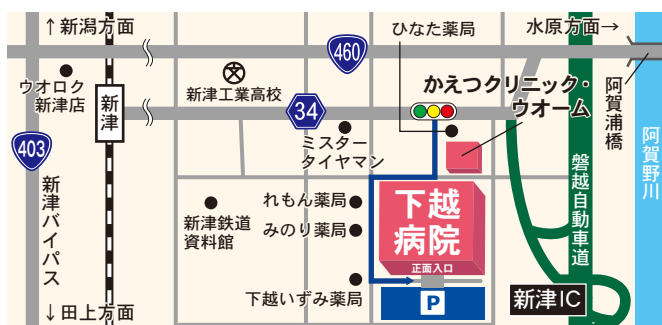 ↑新潟方面
460
ひなた薬局
水原方面→
ウオロク
新津店
新津
新津工業高校
かえつクリニック・
ウオーム
阿賀浦橋
34
403
ミスター
タイヤマン
阿賀野川
新津バイパス
磐越自動車道
れもん薬局
下越
病院
新津鉄道
資料館
みのり薬局
正面入口
下越いずみ薬局
P
新津IC
↓田上方面